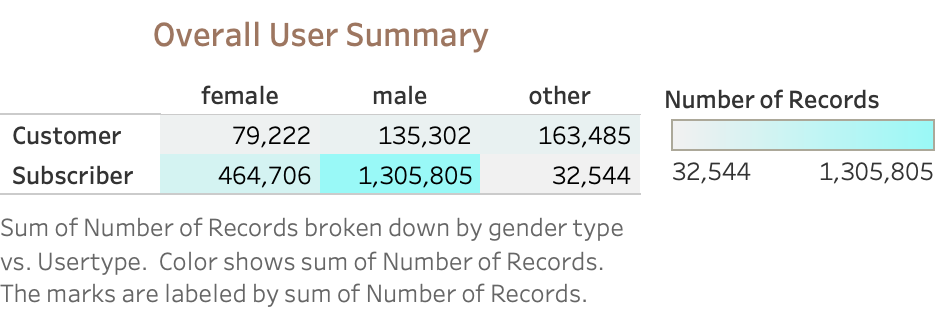 Overall User Summary
female male other Number of Records
Customer 79,222 135,302 163,485
Subscriber 464,706 1,305,805 32,544 32,544 1,305,805
Sum of Number of Records broken down by gender type
vs. Usertype.  Color shows sum of Number of Records.
The marks are labeled by sum of Number of Records.